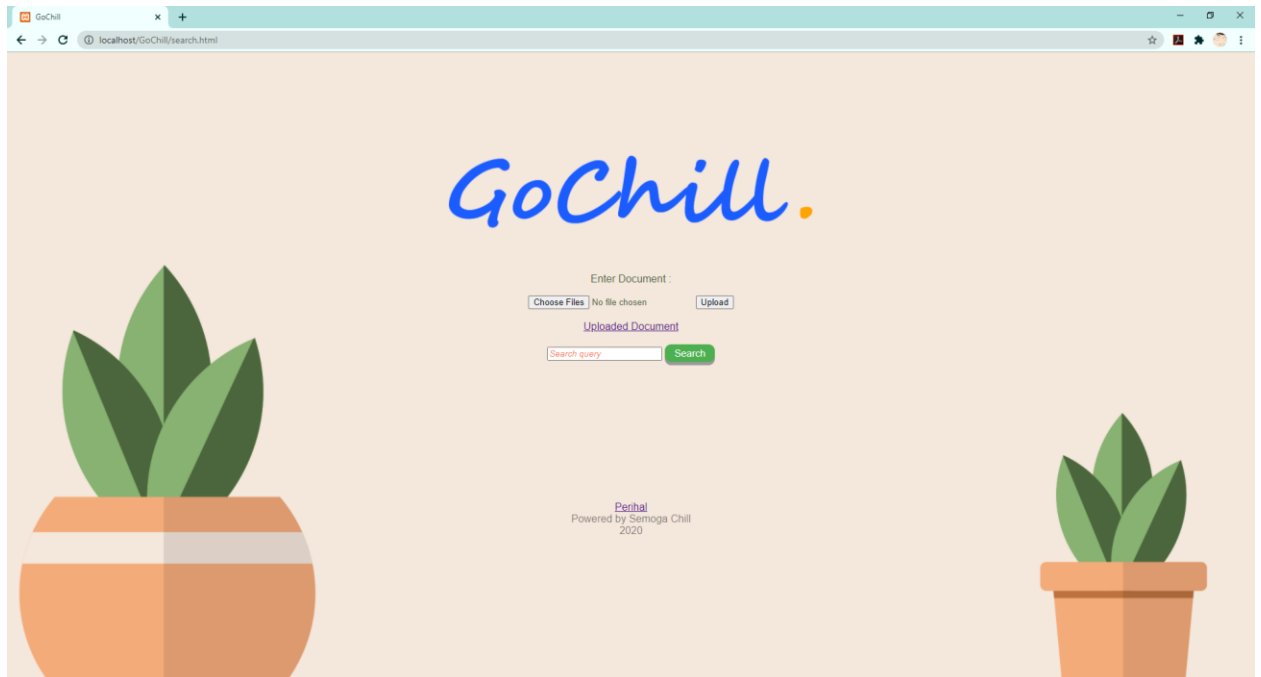 GoChill
localhost/GoChill/search.html
GoChill.
Enter Document :
Choose Files No file chosen Upload
Uploaded Document
Search query Search
Perihal
Powered by Semoga Chill
2020